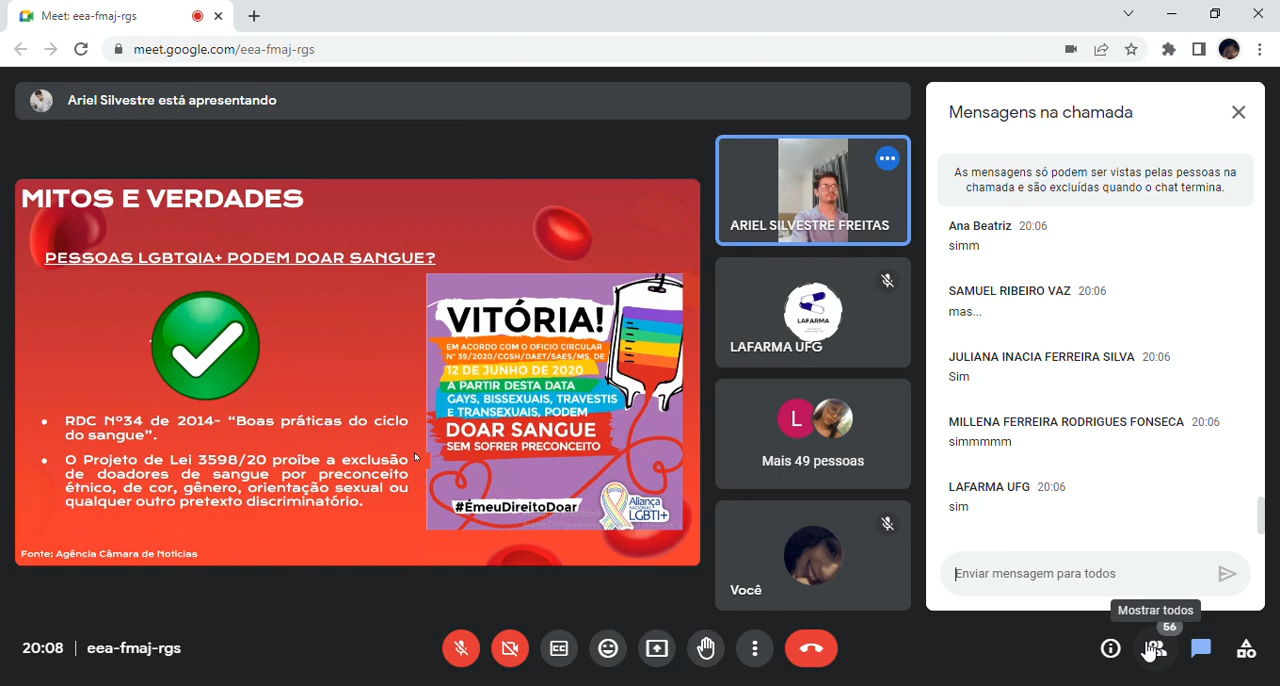 Meet: eea-fmaj-rgs
meet.google.com/eea-fmaj-rgs
Ariel Silvestre está apresentando
MITOS E VERDADES
PESSOAS LGBTQIA+ PODEM DOAR SANGUE?
• RDC Nº34 de 2014- “Boas práticas do ciclo
do sangue”.
• O Projeto de Lei 3598/20 proíbe a exclusão
de doadores de sangue por preconceito
étnico, de cor, gênero, orientação sexual ou
qualquer outro pretexto discriminatório.
Fonte: Agência Câmara de Notícias
VITÓRIA!
EM ACORDO COM O OFICIO CIRCULAR
N° 39/2020/CGSH/DAET/SAES/MS, DE
12 DE JUNHO DE 2020
A PARTIR DESTA DATA
GAYS, BISSEXUAIS, TRAVESTIS
E TRANSEXUAIS, PODEM
DOAR SANGUE
SEM SOFRER PRECONCEITO
#ÉmeuDireitoDoar
Aliança
NACIONAL
LGBTI+
ARIEL SILVESTRE FREITAS
LAFARMA
LAFARMA UFG
L
Mais 49 pessoas
Você
Mensagens na chamada
As mensagens só podem ser vistas pelas pessoas na
chamada e são excluídas quando o chat termina.
Ana Beatriz 20:06
simm
SAMUEL RIBEIRO VAZ 20:06
mas...
JULIANA INACIA FERREIRA SILVA 20:06
Sim
MILLENA FERREIRA RODRIGUES FONSECA 20:06
simmmmm
LAFARMA UFG 20:06
sim
Enviar mensagem para todos
Mostrar todos
56
20:08 | eea-fmaj-rgs